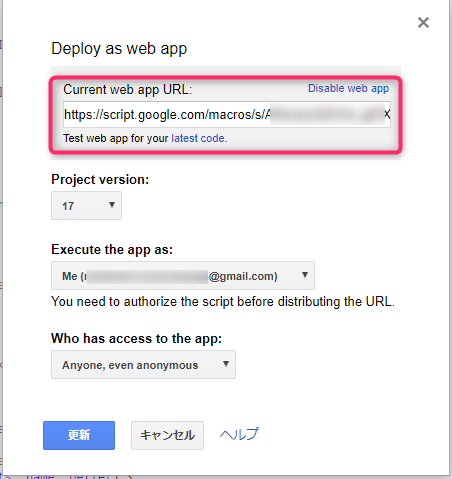 Deploy as web app
Current web app URL: Disable web app
https://script.google.com/macros/s/A X
Test web app for your latest code.
Project version:
17
Execute the app as:
Me ( @gmail.com)
You need to authorize the script before distributing the URL.
Who has access to the app:
Anyone, even anonymous
更新 キャンセル ヘルプ